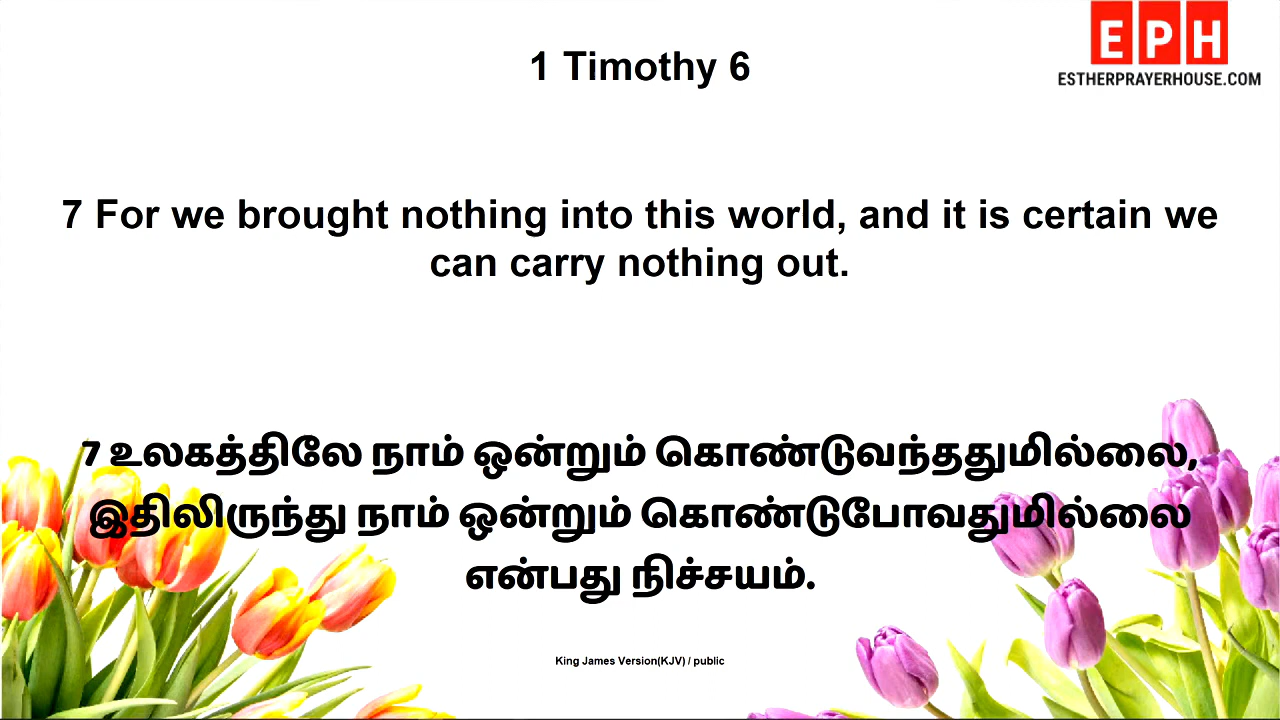 EPH
ESTHERPRAYERHOUSE.COM
1 Timothy 6
7 For we brought nothing into this world, and it is certain we
can carry nothing out.
7 உலகத்திலே நாம் ஒன்றும் கொண்டுவந்ததுமில்லை,
இதிலிருந்து நாம் ஒன்றும் கொண்டுபோவதுமில்லை
என்பது நிச்சயம்.
King James Version(KJV) / public